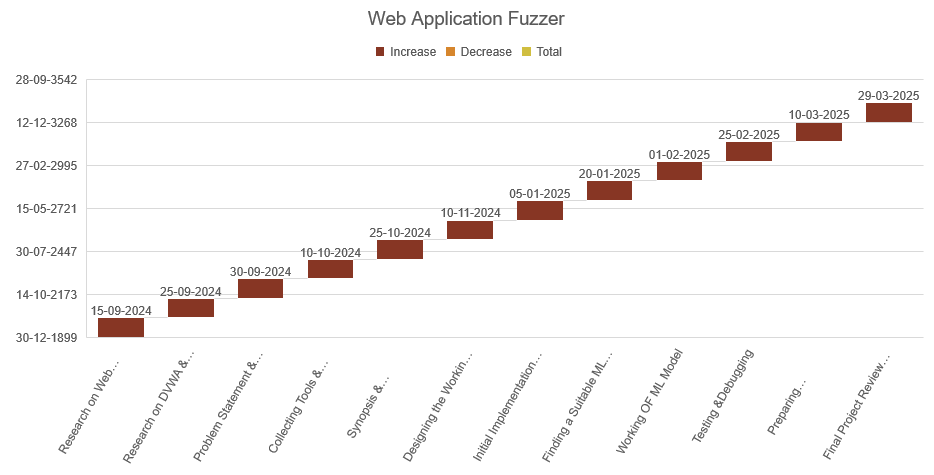 Web Application Fuzzer
Increase Decrease Total
28-09-3542
12-12-3268
27-02-2995
15-05-2721
30-07-2447
14-10-2173
30-12-1899
15-09-2024
25-09-2024
30-09-2024
10-10-2024
25-10-2024
10-11-2024
05-01-2025
20-01-2025
01-02-2025
25-02-2025
10-03-2025
29-03-2025
Research on Web…
Research on DVWA &…
Problem Statement &…
Collecting Tools &…
Synopsis &…
Designing the Workin…
Initial Implementation…
Finding a Suitable ML…
Working OF ML Model
Testing &Debugging
Preparing…
Final Project Review…